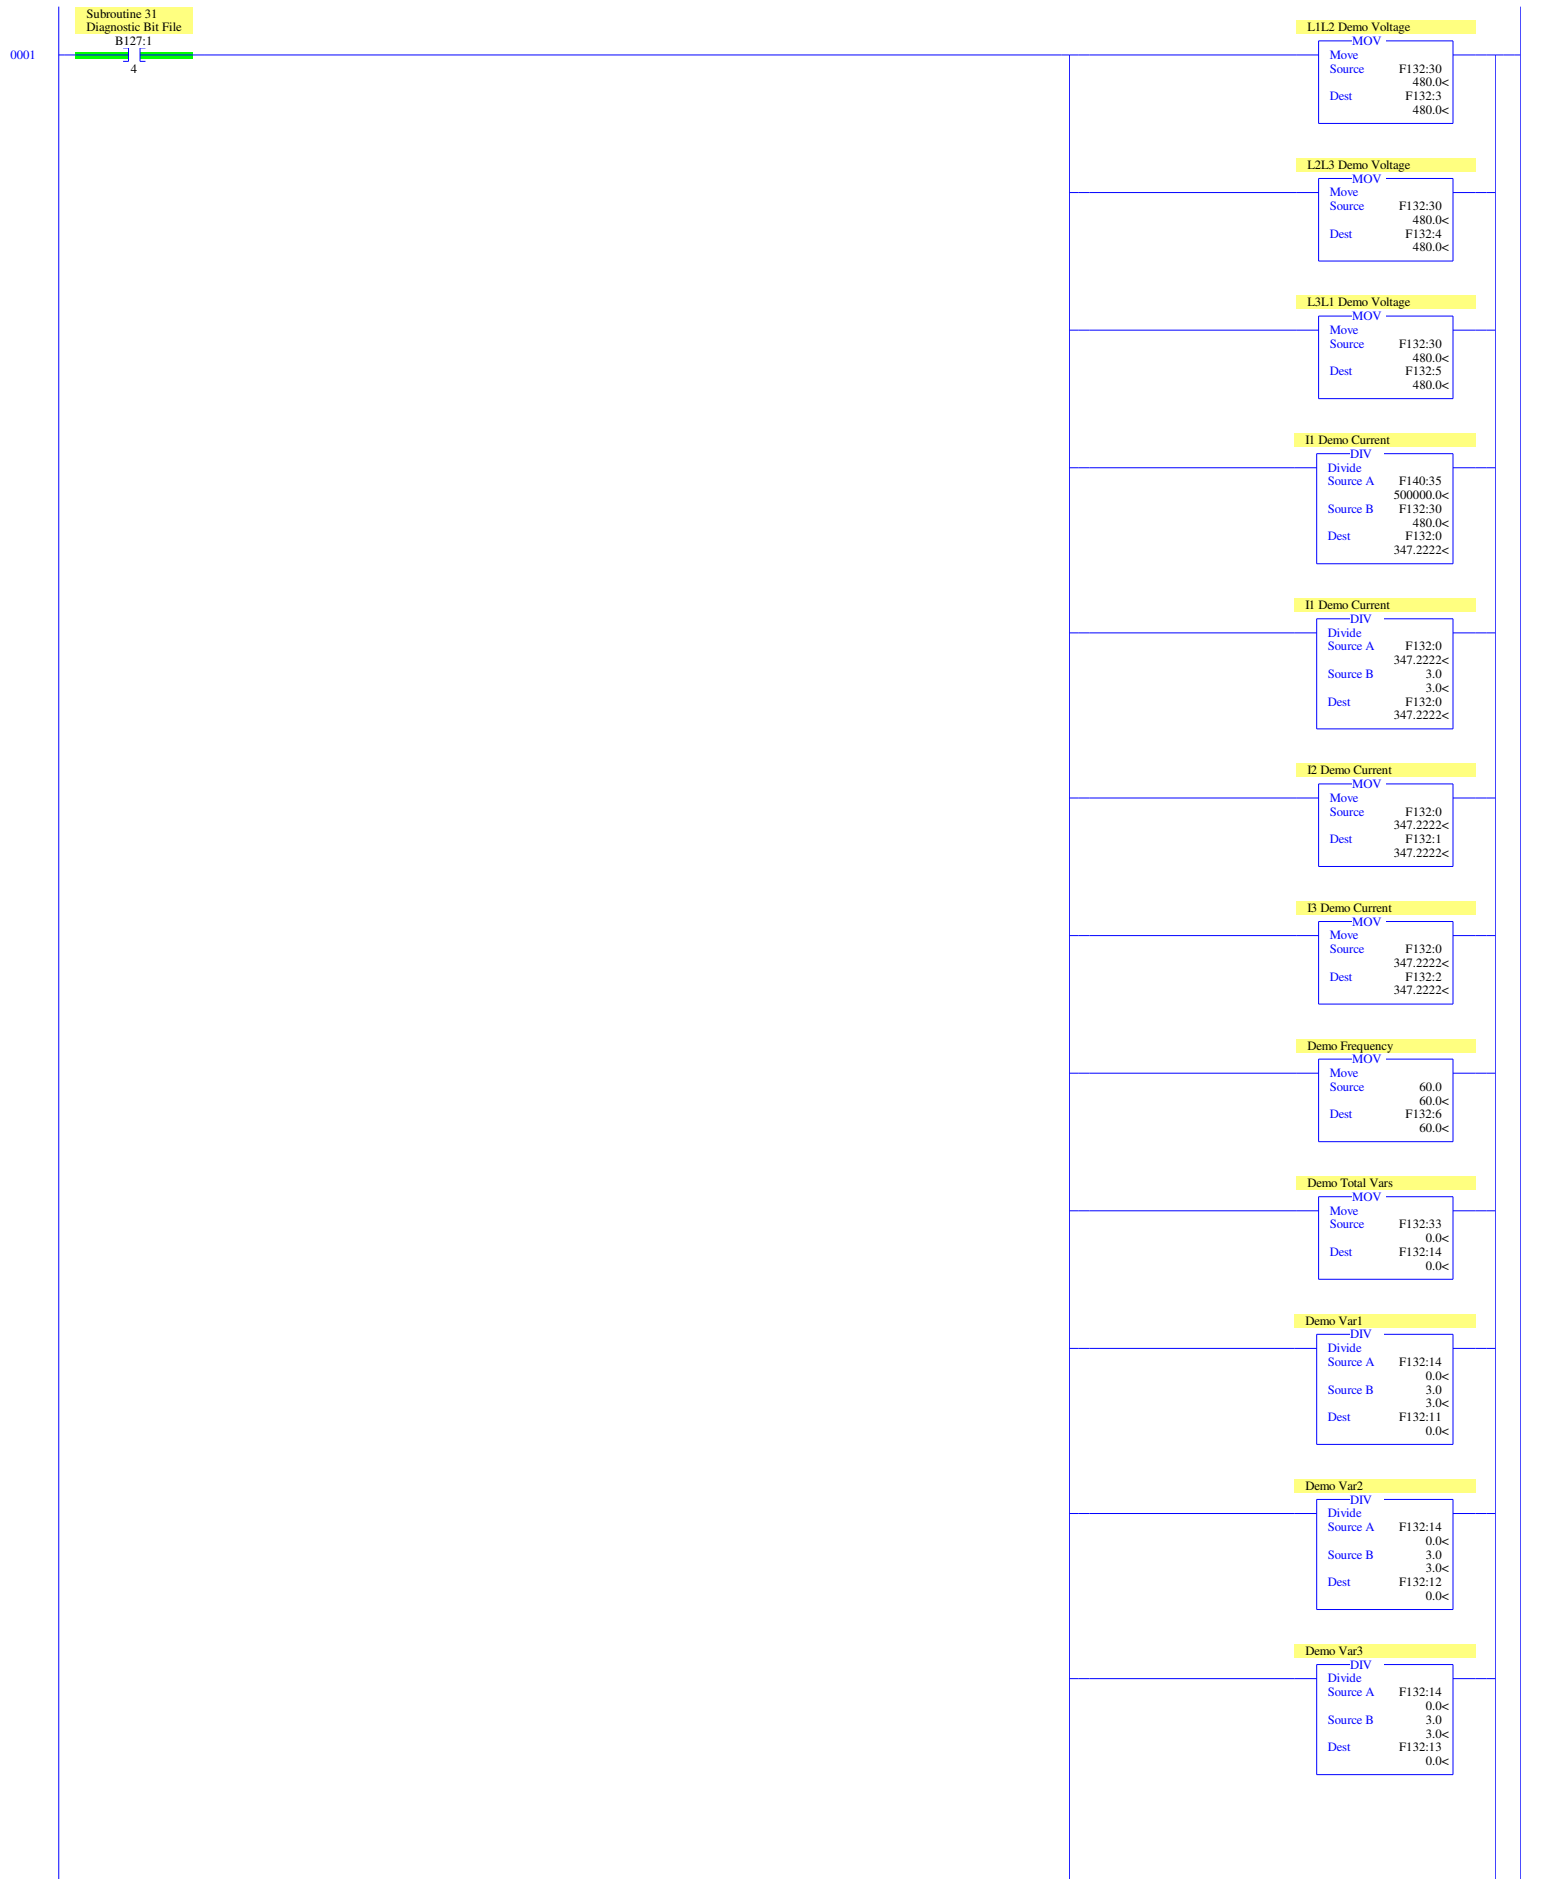 Subroutine 31
Diagnostic Bit File
B127:1
0001
4
L1L2 Demo Voltage
MOV
Move
Source F132:30
480.0<
Dest F132:3
480.0<
L2L3 Demo Voltage
MOV
Move
Source F132:30
480.0<
Dest F132:4
480.0<
L3L1 Demo Voltage
MOV
Move
Source F132:30
480.0<
Dest F132:5
480.0<
I1 Demo Current
DIV
Divide
Source A F140:35
500000.0<
Source B F132:30
480.0<
Dest F132:0
347.2222<
I1 Demo Current
DIV
Divide
Source A F132:0
347.2222<
Source B 3.0
3.0<
Dest F132:0
347.2222<
I2 Demo Current
MOV
Move
Source F132:0
347.2222<
Dest F132:1
347.2222<
I3 Demo Current
MOV
Move
Source F132:0
347.2222<
Dest F132:2
347.2222<
Demo Frequency
MOV
Move
Source 60.0
60.0<
Dest F132:6
60.0<
Demo Total Vars
MOV
Move
Source F132:33
0.0<
Dest F132:14
0.0<
Demo Var1
DIV
Divide
Source A F132:14
0.0<
Source B 3.0
3.0<
Dest F132:11
0.0<
Demo Var2
DIV
Divide
Source A F132:14
0.0<
Source B 3.0
3.0<
Dest F132:12
0.0<
Demo Var3
DIV
Divide
Source A F132:14
0.0<
Source B 3.0
3.0<
Dest F132:13
0.0<